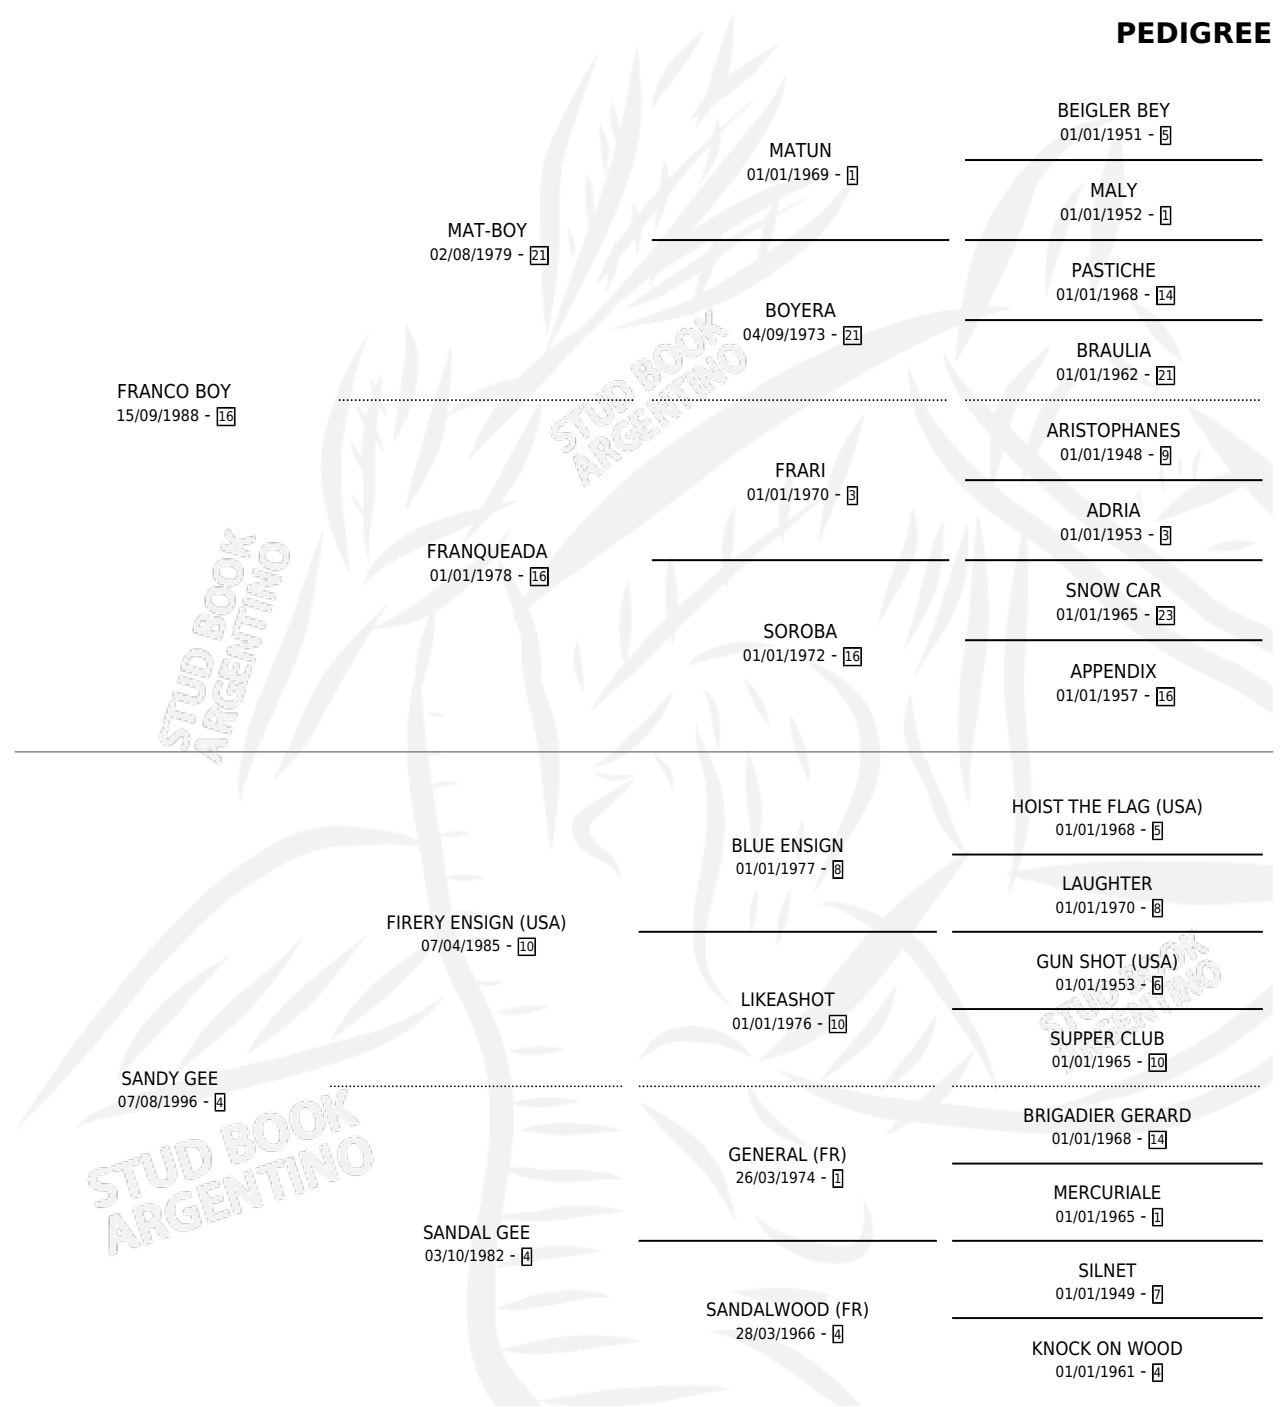 PEDIGREE
BEIGLER BEY
01/01/1951 - 5
MATUN
01/01/1969 - 1
MALY
01/01/1952 - 1
MAT-BOY
02/08/1979 - 21
PASTICHE
01/01/1968 - 14
BOYERA
04/09/1973 - 21
BRAULIA
01/01/1962 - 21
STUD BOOK
ARGENTINO
FRANCO BOY
15/09/1988 - 16
ARISTOPHANES
01/01/1948 - 9
FRARI
01/01/1970 - 3
ADRIA
01/01/1953 - 3
FRANQUEADA
01/01/1978 - 16
SNOW CAR
01/01/1965 - 23
SOROBA
01/01/1972 - 16
APPENDIX
01/01/1957 - 16
STUD BOOK
ARGENTINO
HOIST THE FLAG (USA)
01/01/1968 - 5
BLUE ENSIGN
01/01/1977 - 8
LAUGHTER
01/01/1970 - 8
FIRERY ENSIGN (USA)
07/04/1985 - 10
GUN SHOT (USA)
01/01/1953 - 6
LIKEASHOT
01/01/1976 - 10
STUD BOOK
ARGENTINO
SUPPER CLUB
01/01/1965 - 10
SANDY GEE
07/08/1996 - 4
BRIGADIER GERARD
01/01/1968 - 14
GENERAL (FR)
26/03/1974 - 1
STUD BOOK
ARGENTINO
MERCURIALE
01/01/1965 - 1
SANDAL GEE
03/10/1982 - 4
SILNET
01/01/1949 - 7
SANDALWOOD (FR)
28/03/1966 - 4
KNOCK ON WOOD
01/01/1961 - 4